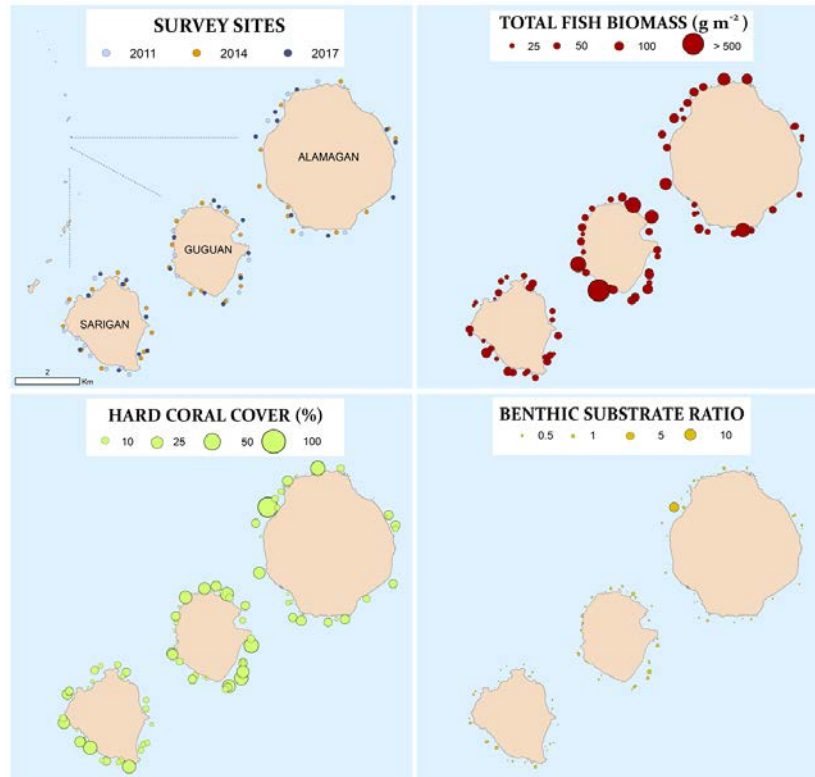 SURVEY SITES
2011 2014 2017
ALAMAGAN
GUGUAN
SARIGAN
2
Km
TOTAL FISH BIOMASS (g m⁻²)
25 50 100 > 500
HARD CORAL COVER (%)
10 25 50 100
BENTHIC SUBSTRATE RATIO
0.5 1 5 10